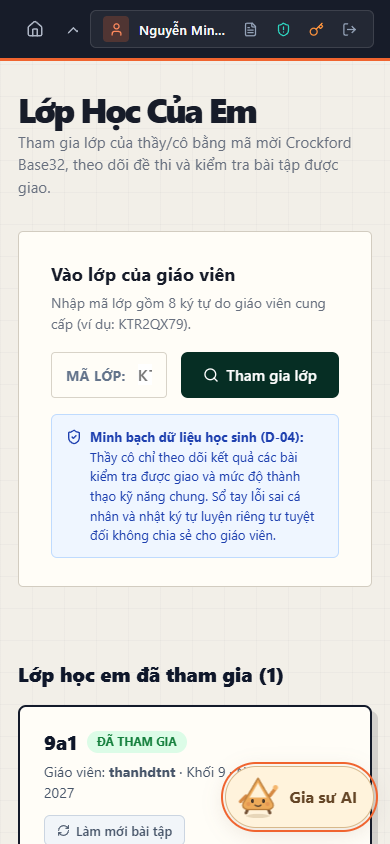 Nguyễn Min...
Lớp Học Của Em
Tham gia lớp của thầy/cô bằng mã mời Crockford
Base32, theo dõi đề thi và kiểm tra bài tập được
giao.
Vào lớp của giáo viên
Nhập mã lớp gồm 8 ký tự do giáo viên cung
cấp (ví dụ: KTR2QX79).
MÃ LỚP: K
Tham gia lớp
Minh bạch dữ liệu học sinh (D-04):
Thầy cô chỉ theo dõi kết quả các bài
kiểm tra được giao và mức độ thành
thạo kỹ năng chung. Sổ tay lỗi sai cá
nhân và nhật ký tự luyện riêng tư tuyệt
đối không chia sẻ cho giáo viên.
Lớp học em đã tham gia (1)
9a1 ĐÃ THAM GIA
Giáo viên: thanhdtnt · Khối 9 ·
2027
Gia sư AI
Làm mới bài tập